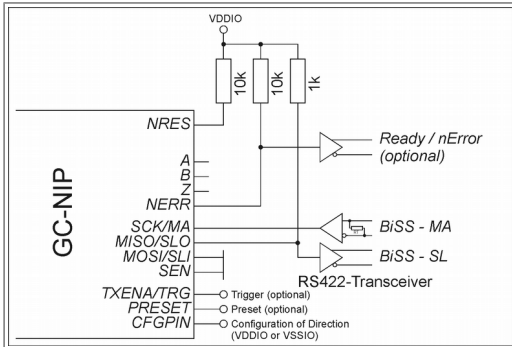 VDDIO
10k
10k
1k
NRES
Ready / nError
(optional)
A
B
Z
GC-NIP
NERR
SCK/MA
BiSS - MA
MISO/SLO
MOSI/SLI
BiSS - SL
SEN
RS422-Transceiver
TXENA/TRG
Trigger (optional)
PRESET
Preset (optional)
CFGPIN
Configuration of Direction
(VDDIO or VSSIO)